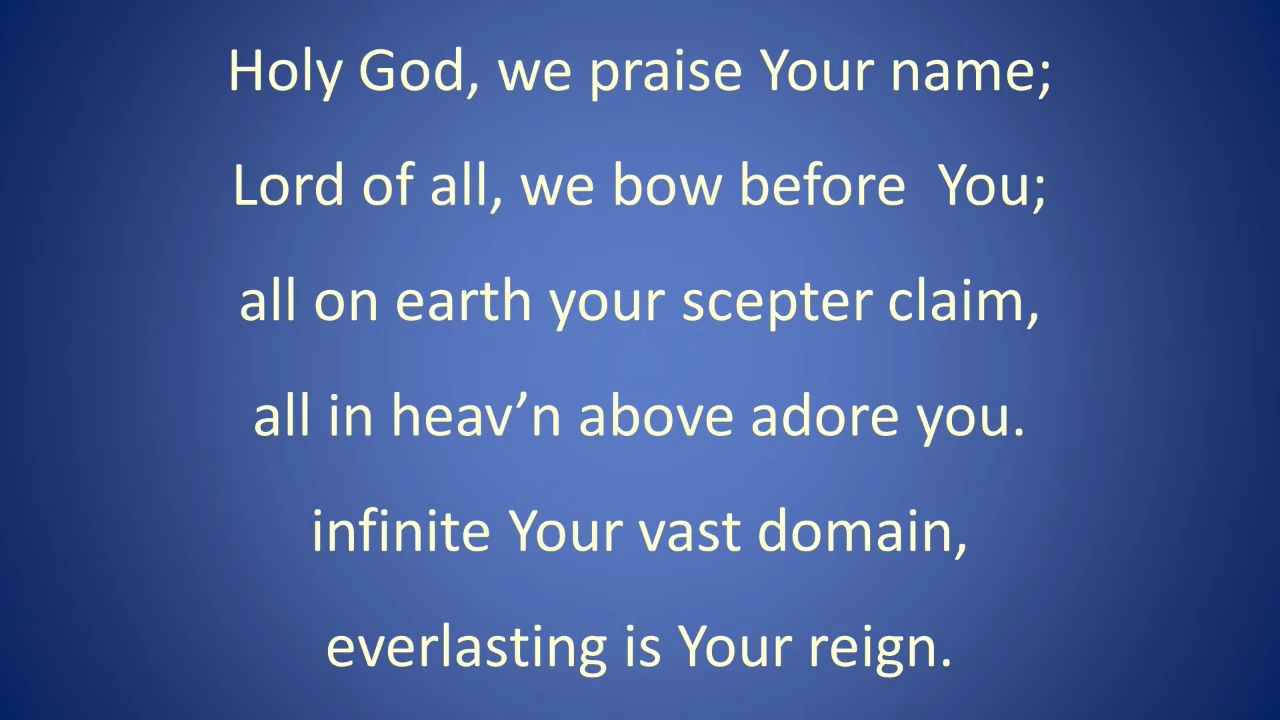 Holy God, we praise Your name;
Lord of all, we bow before  You;
all on earth your scepter claim,
all in heav’n above adore you.
infinite Your vast domain,
everlasting is Your reign.